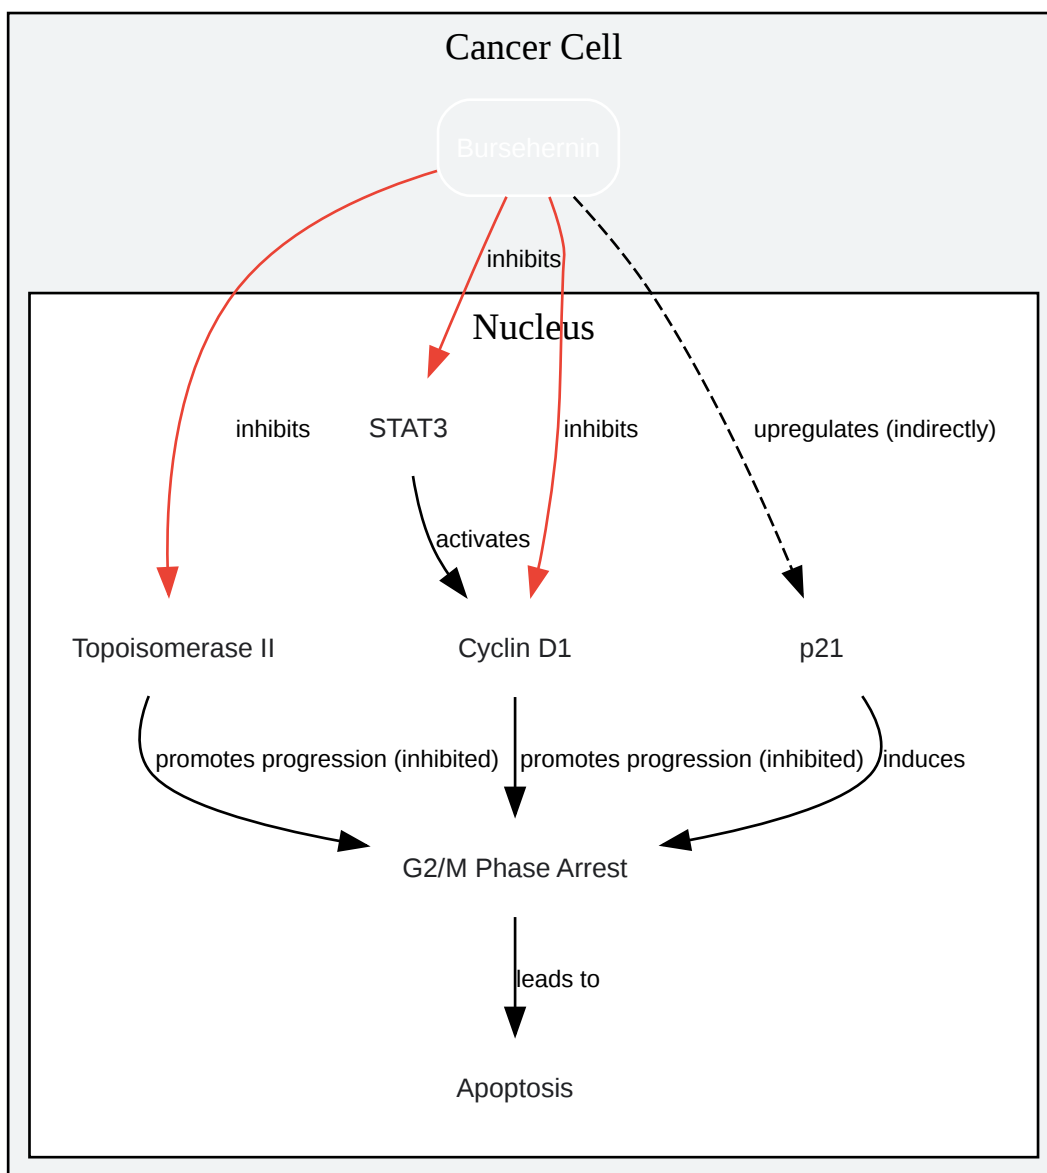 Cancer Cell
Bursehernin
inhibits
Nucleus
inhibits
STAT3
inhibits
upregulates (indirectly)
activates
Topoisomerase II
Cyclin D1
p21
promotes progression (inhibited)
promotes progression (inhibited)
induces
G2/M Phase Arrest
leads to
Apoptosis